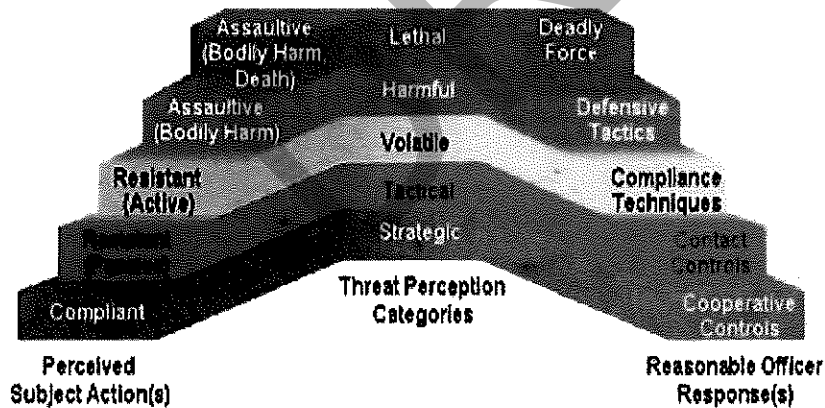 Assaultive
(Bodily Harm,
Death)
Lethal
Deadly
Force
Assaultive
(Bodily Harm)
Harmful
Defensive
Tactics
Resistant
(Active)
Volatile
Compliance
Techniques
Resistant
Tactical
Contact
Controls
Compliant
Strategic
Cooperative
Controls
Threat Perception
Categories
Perceived
Subject Action(s)
Reasonable Officer
Response(s)